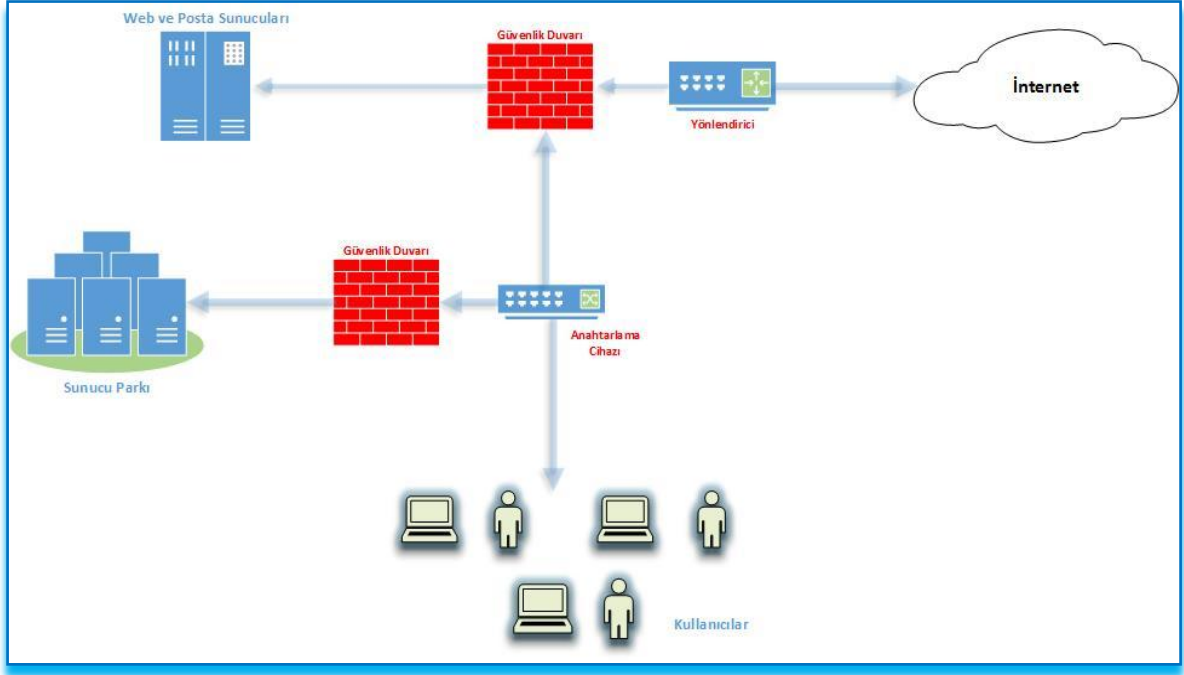 Web ve Posta Sunucuları
Güvenlik Duvarı
İnternet
Yönlendirici
Güvenlik Duvarı
Anahtarlama
Cihazı
Sunucu Parkı
Kullanıcılar